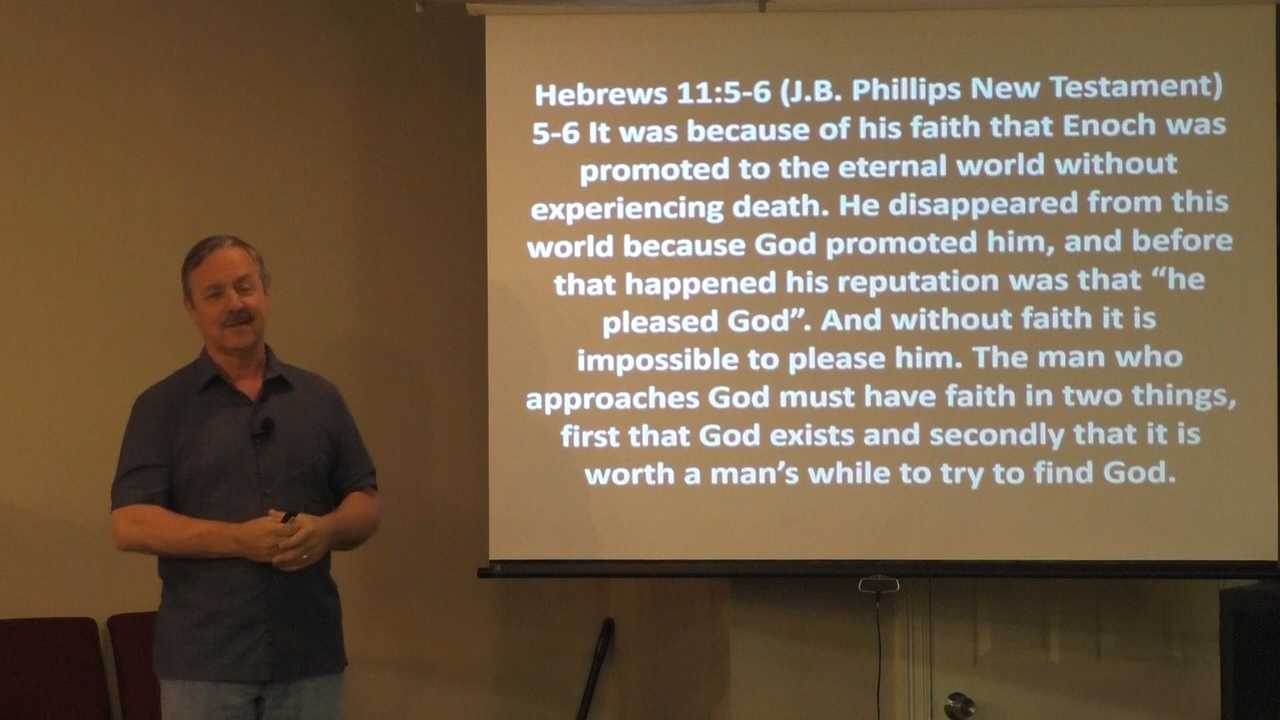 Hebrews 11:5-6 (J.B. Phillips New Testament)
5-6 It was because of his faith that Enoch was
promoted to the eternal world without
experiencing death. He disappeared from this
world because God promoted him, and before
that happened his reputation was that “he
pleased God”. And without faith it is
impossible to please him. The man who
approaches God must have faith in two things,
first that God exists and secondly that it is
worth a man’s while to try to find God.